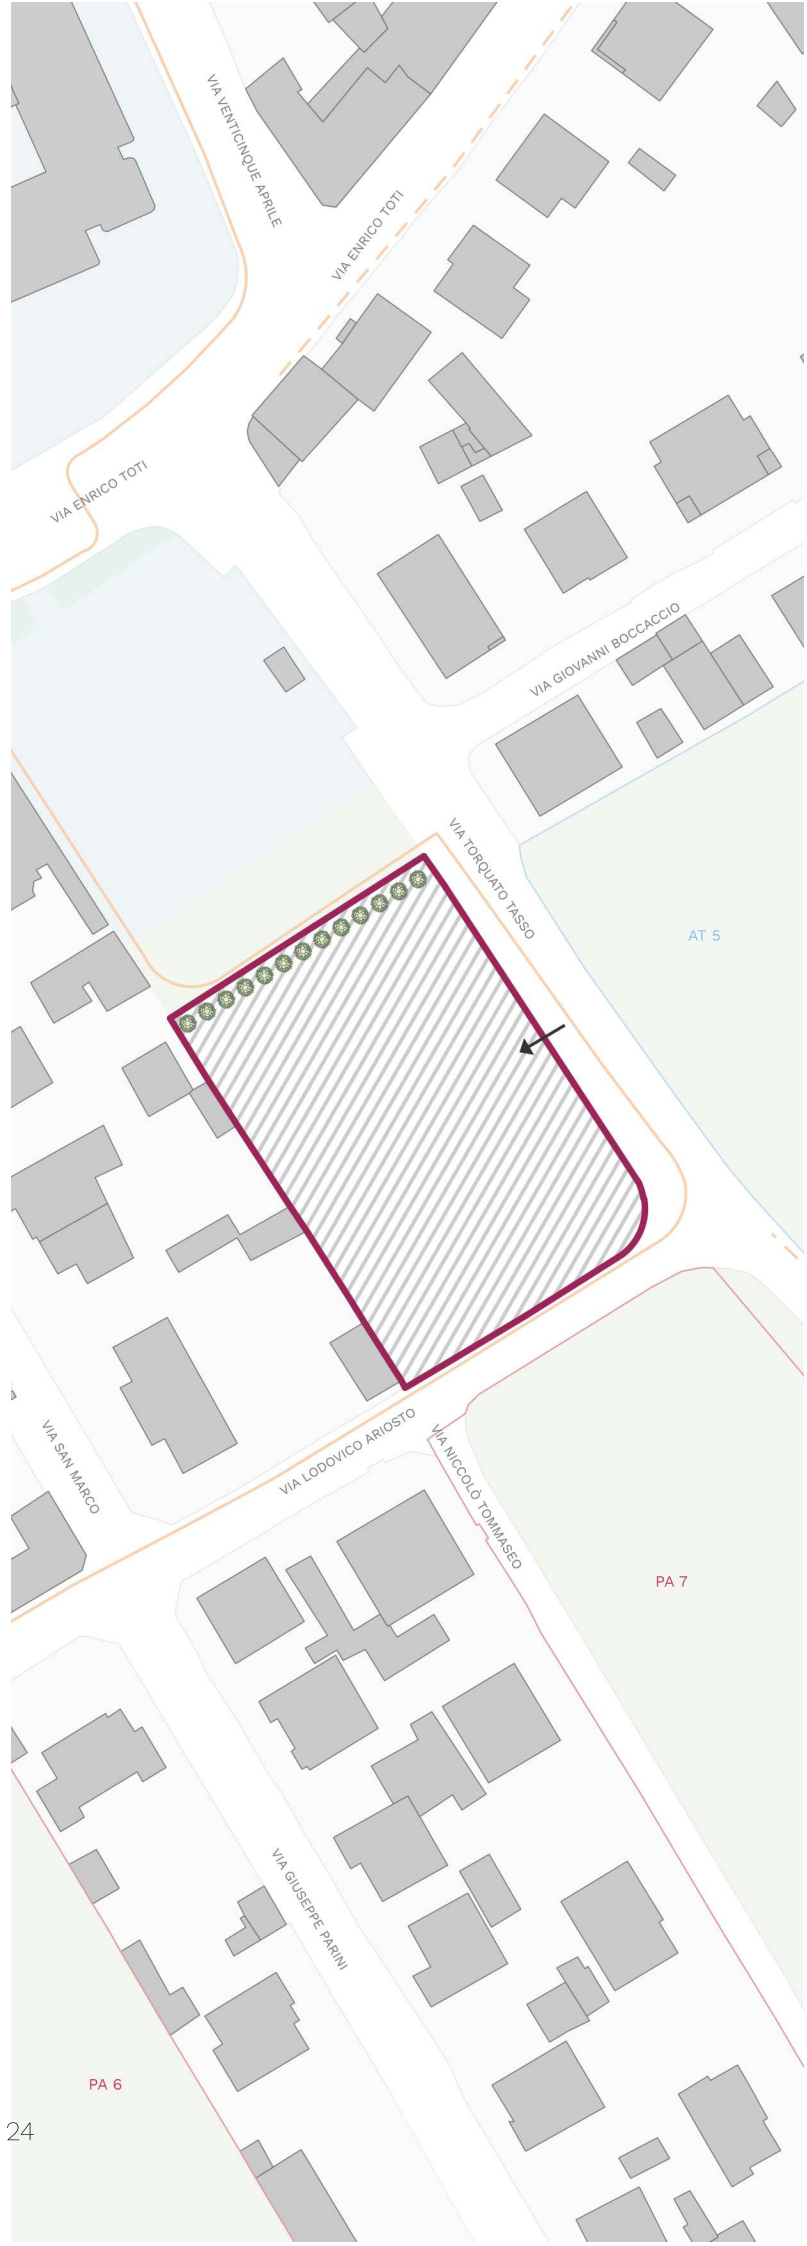 VIA VENTICINQUE APRILE
VIA ENRICO TOTI
VIA ENRICO TOTI
VIA GIOVANNI BOCCACCIO
VIA TORQUATO TASSO
AT 5
VIA LODOVICO ARIOSTO
VIA SAN MARCO
VIA NICCOLÒ TOMMASEO
PA 7
VIA GIUSEPPE PARINI
PA 6
24